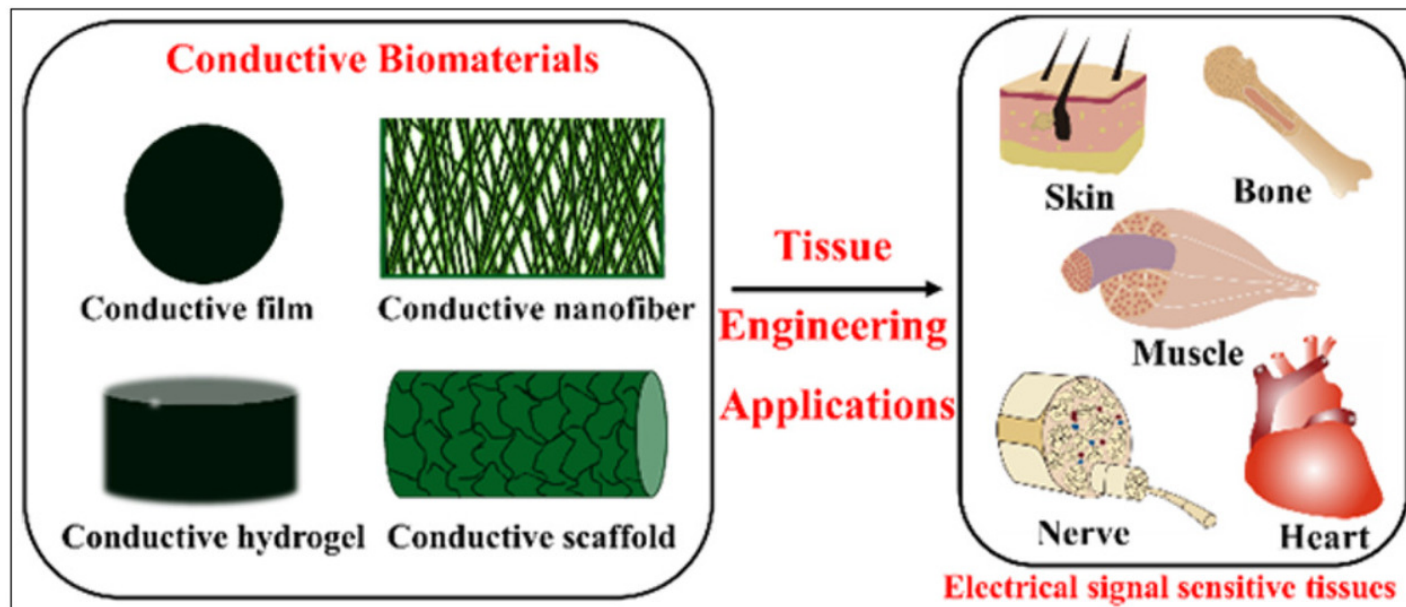 Conductive Biomaterials
Conductive film
Conductive nanofiber
Conductive hydrogel
Conductive scaffold
Tissue
Engineering
Applications
Skin
Bone
Muscle
Nerve
Heart
Electrical signal sensitive tissues